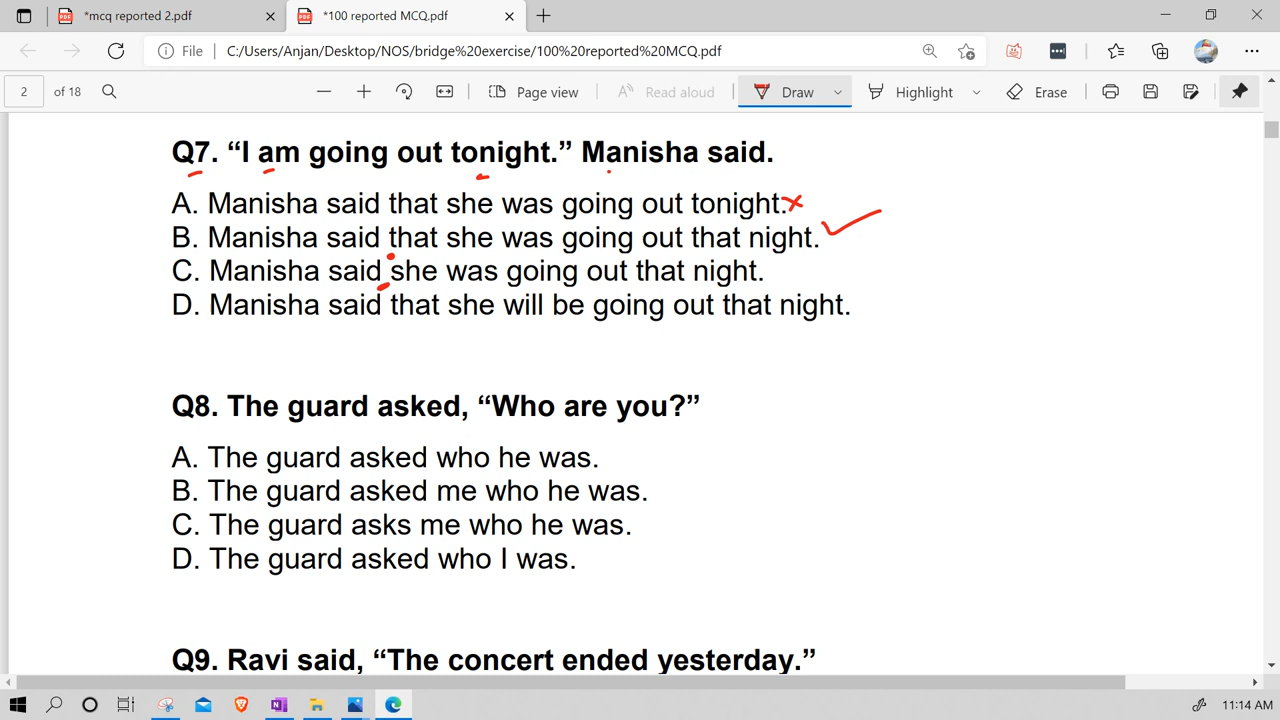 *mcq reported 2.pdf
*100 reported MCQ.pdf
File
C:/Users/Anjan/Desktop/NOS/bridge%20exercise/100%20reported%20MCQ.pdf
2 of 18
Page view
Read aloud
Draw
Highlight
Erase
Q7. “I am going out tonight.” Manisha said.
A. Manisha said that she was going out tonight.
B. Manisha said that she was going out that night.
C. Manisha said she was going out that night.
D. Manisha said that she will be going out that night.
Q8. The guard asked, “Who are you?”
A. The guard asked who he was.
B. The guard asked me who he was.
C. The guard asks me who he was.
D. The guard asked who I was.
Q9. Ravi said, “The concert ended yesterday.”
11:14 AM